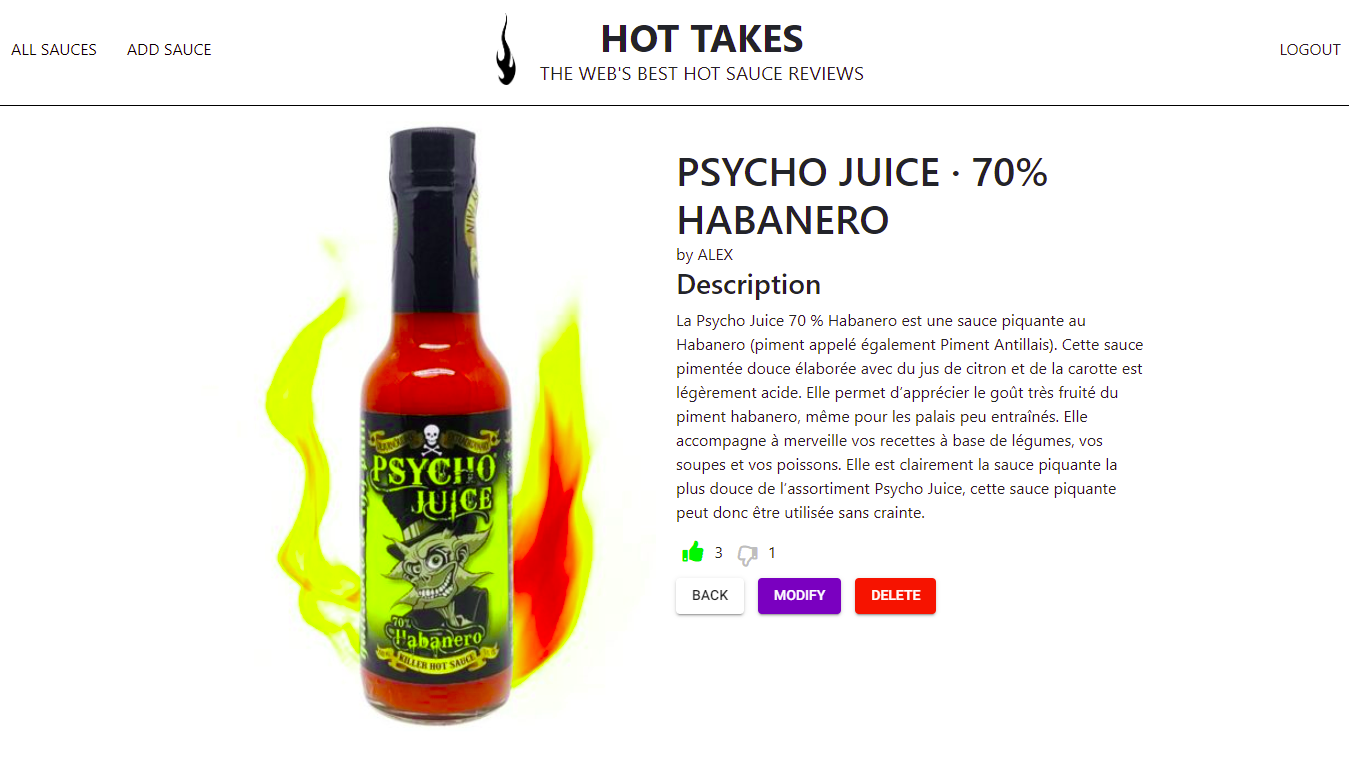 ALL SAUCES
ADD SAUCE
HOT TAKES
THE WEB'S BEST HOT SAUCE REVIEWS
LOGOUT
PSYCHO
JUICE
70%
Habanero
KILLER HOT SAUCE
PSYCHO JUICE · 70%
HABANERO
by ALEX
Description
La Psycho Juice 70 % Habanero est une sauce piquante au
Habanero (piment appelé également Piment Antillais). Cette sauce
pimentée douce élaborée avec du jus de citron et de la carotte est
légèrement acide. Elle permet d’apprécier le goût très fruité du
piment habanero, même pour les palais peu entraînés. Elle
accompagne à merveille vos recettes à base de légumes, vos
soupes et vos poissons. Elle est clairement la sauce piquante la
plus douce de l’assortiment Psycho Juice, cette sauce piquante
peut donc être utilisée sans crainte.
3
1
BACK
MODIFY
DELETE